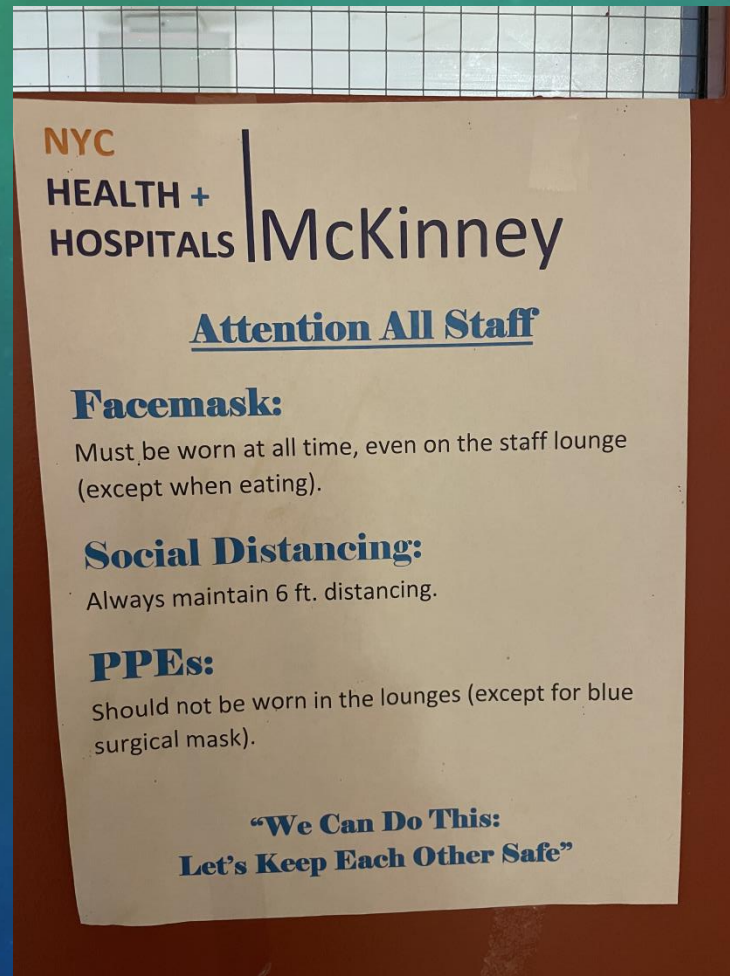 NYC
HEALTH +
HOSPITALS
McKinney
Attention All Staff
Facemask:
Must be worn at all time, even on the staff lounge
(except when eating).
Social Distancing:
Always maintain 6 ft. distancing.
PPEs:
Should not be worn in the lounges (except for blue
surgical mask).
“We Can Do This:
Let’s Keep Each Other Safe”